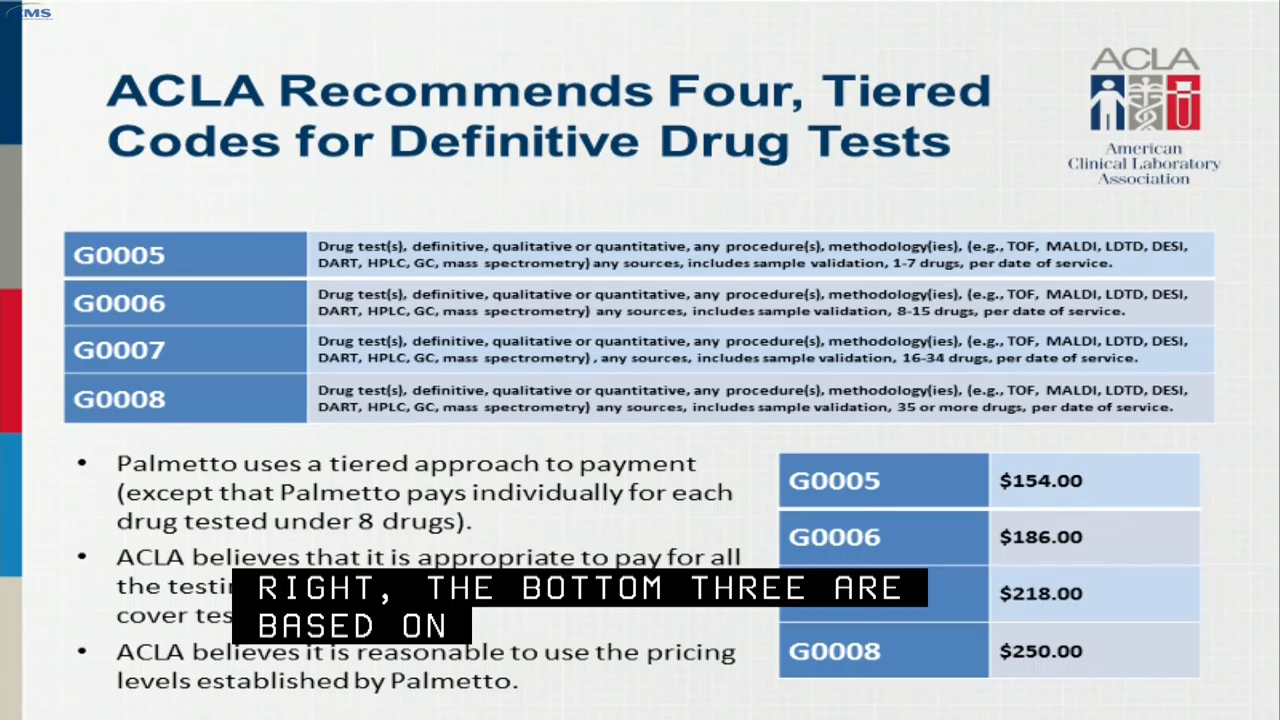 CMS
ACLA Recommends Four, Tiered
Codes for Definitive Drug Tests
ACLA
American
Clinical Laboratory
Association
G0005
Drug test(s), definitive, qualitative or quantitative, any procedure(s), methodology(ies), (e.g., TOF, MALDI, LDTD, DESI,
DART, HPLC, GC, mass spectrometry) any sources, includes sample validation, 1-7 drugs, per date of service.
G0006
Drug test(s), definitive, qualitative or quantitative, any procedure(s), methodology(ies), (e.g., TOF, MALDI, LDTD, DESI,
DART, HPLC, GC, mass spectrometry) any sources, includes sample validation, 8-15 drugs, per date of service.
G0007
Drug test(s), definitive, qualitative or quantitative, any procedure(s), methodology(ies), (e.g., TOF, MALDI, LDTD, DESI,
DART, HPLC, GC, mass spectrometry) , any sources, includes sample validation, 16-34 drugs, per date of service.
G0008
Drug test(s), definitive, qualitative or quantitative, any procedure(s), methodology(ies), (e.g., TOF, MALDI, LDTD, DESI,
DART, HPLC, GC, mass spectrometry) any sources, includes sample validation, 35 or more drugs, per date of service.
• Palmetto uses a tiered approach to payment
(except that Palmetto pays individually for each
drug tested under 8 drugs).
• ACLA believes that it is appropriate to pay for all
the
cover
• ACLA believes it is reasonable to use the pricing
levels established by Palmetto.
G0005 $154.00
G0006 $186.00
$218.00
G0008 $250.00
RIGHT, THE BOTTOM THREE ARE
BASED ON